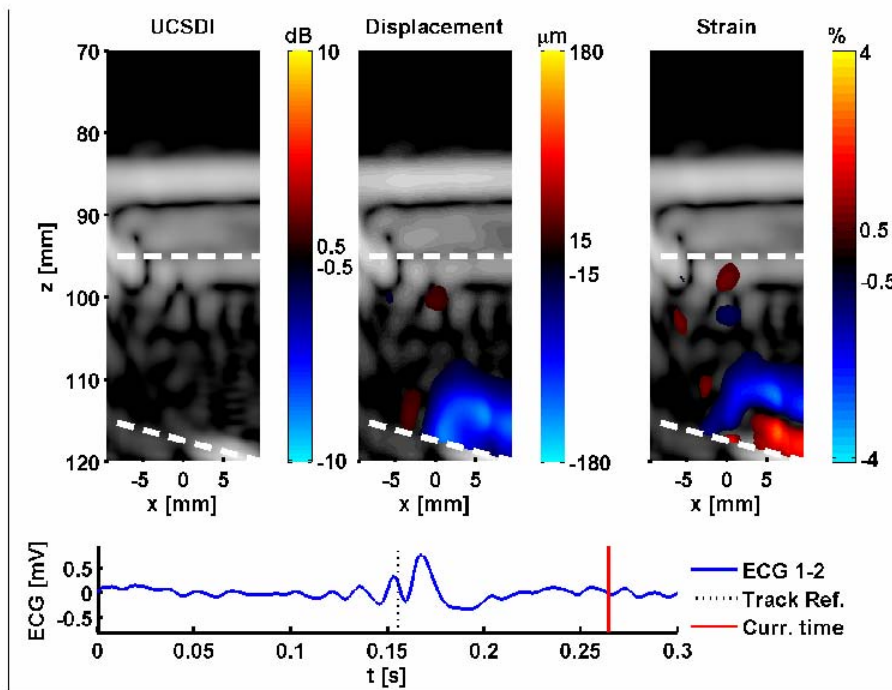 UCSDI
dB
Displacement
μm
Strain
%
70
80
90
100
110
120
z [mm]
10
0.5
-0.5
-10
180
15
-15
-180
4
0.5
-0.5
-4
-5 0 5
-5 0 5
-5 0 5
x [mm]
x [mm]
x [mm]
ECG [mV]
0.5
0
-0.5
0 0.05 0.1 0.15 0.2 0.25 0.3
t [s]
ECG 1-2
Track Ref.
Curr. time